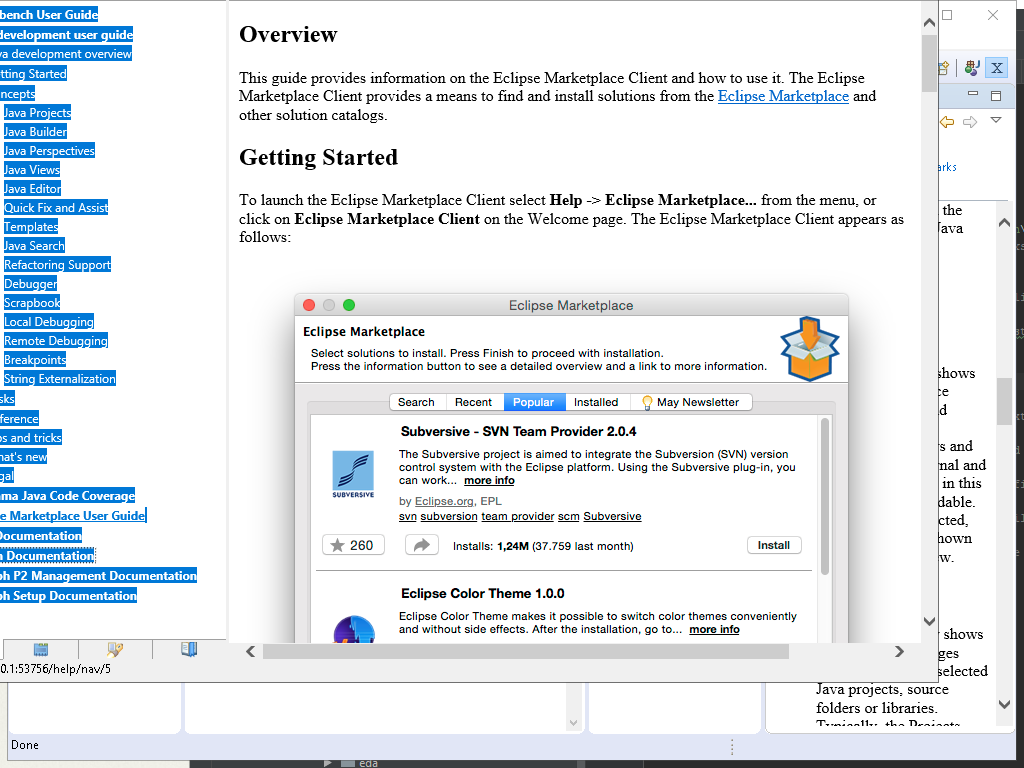 bench User Guide
development user guide
va development overview
tting Started
ncepts
Java Projects
Java Builder
Java Perspectives
Java Views
Java Editor
Quick Fix and Assist
Templates
Java Search
Refactoring Support
Debugger
Scrapbook
Local Debugging
Remote Debugging
Breakpoints
String Externalization
sks
ference
ps and tricks
hat's new
gal
ma Java Code Coverage
e Marketplace User Guide
Documentation
n Documentation
ph P2 Management Documentation
ph Setup Documentation
0.1:53756/help/nav/5
Overview
This guide provides information on the Eclipse Marketplace Client and how to use it. The Eclipse
Marketplace Client provides a means to find and install solutions from the Eclipse Marketplace and
other solution catalogs.
Getting Started
To launch the Eclipse Marketplace Client select Help -> Eclipse Marketplace... from the menu, or
click on Eclipse Marketplace Client on the Welcome page. The Eclipse Marketplace Client appears as
follows:
Eclipse Marketplace
Eclipse Marketplace
Select solutions to install. Press Finish to proceed with installation.
Press the information button to see a detailed overview and a link to more information.
Search Recent Popular Installed May Newsletter
Subversive - SVN Team Provider 2.0.4
SUBVERSIVE
The Subversive project is aimed to integrate the Subversion (SVN) version
control system with the Eclipse platform. Using the Subversive plug-in, you
can work... more info
by Eclipse.org, EPL
svn subversion team provider scm Subversive
260 Installs: 1,24M (37.759 last month) Install
Eclipse Color Theme 1.0.0
Eclipse Color Theme makes it possible to switch color themes conveniently
and without side effects. After the installation, go to... more info
X
arks
the
Java
shows
ce
d
s and
nal and
in this
dable.
cted,
nown
w.
shows
ges
selected
Java projects, source
folders or libraries.
Typically, the Projects
Done
eda